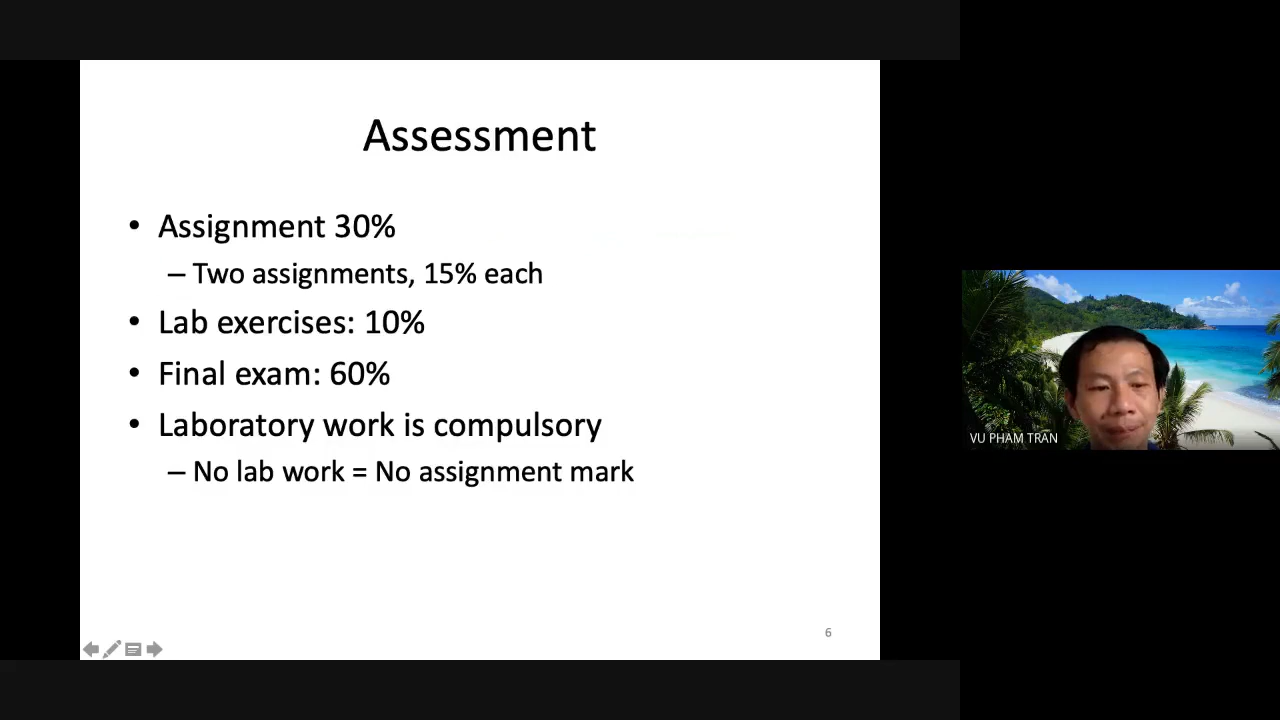 Assessment
• Assignment 30%
– Two assignments, 15% each
• Lab exercises: 10%
• Final exam: 60%
• Laboratory work is compulsory
– No lab work = No assignment mark
6
VU PHAM TRAN